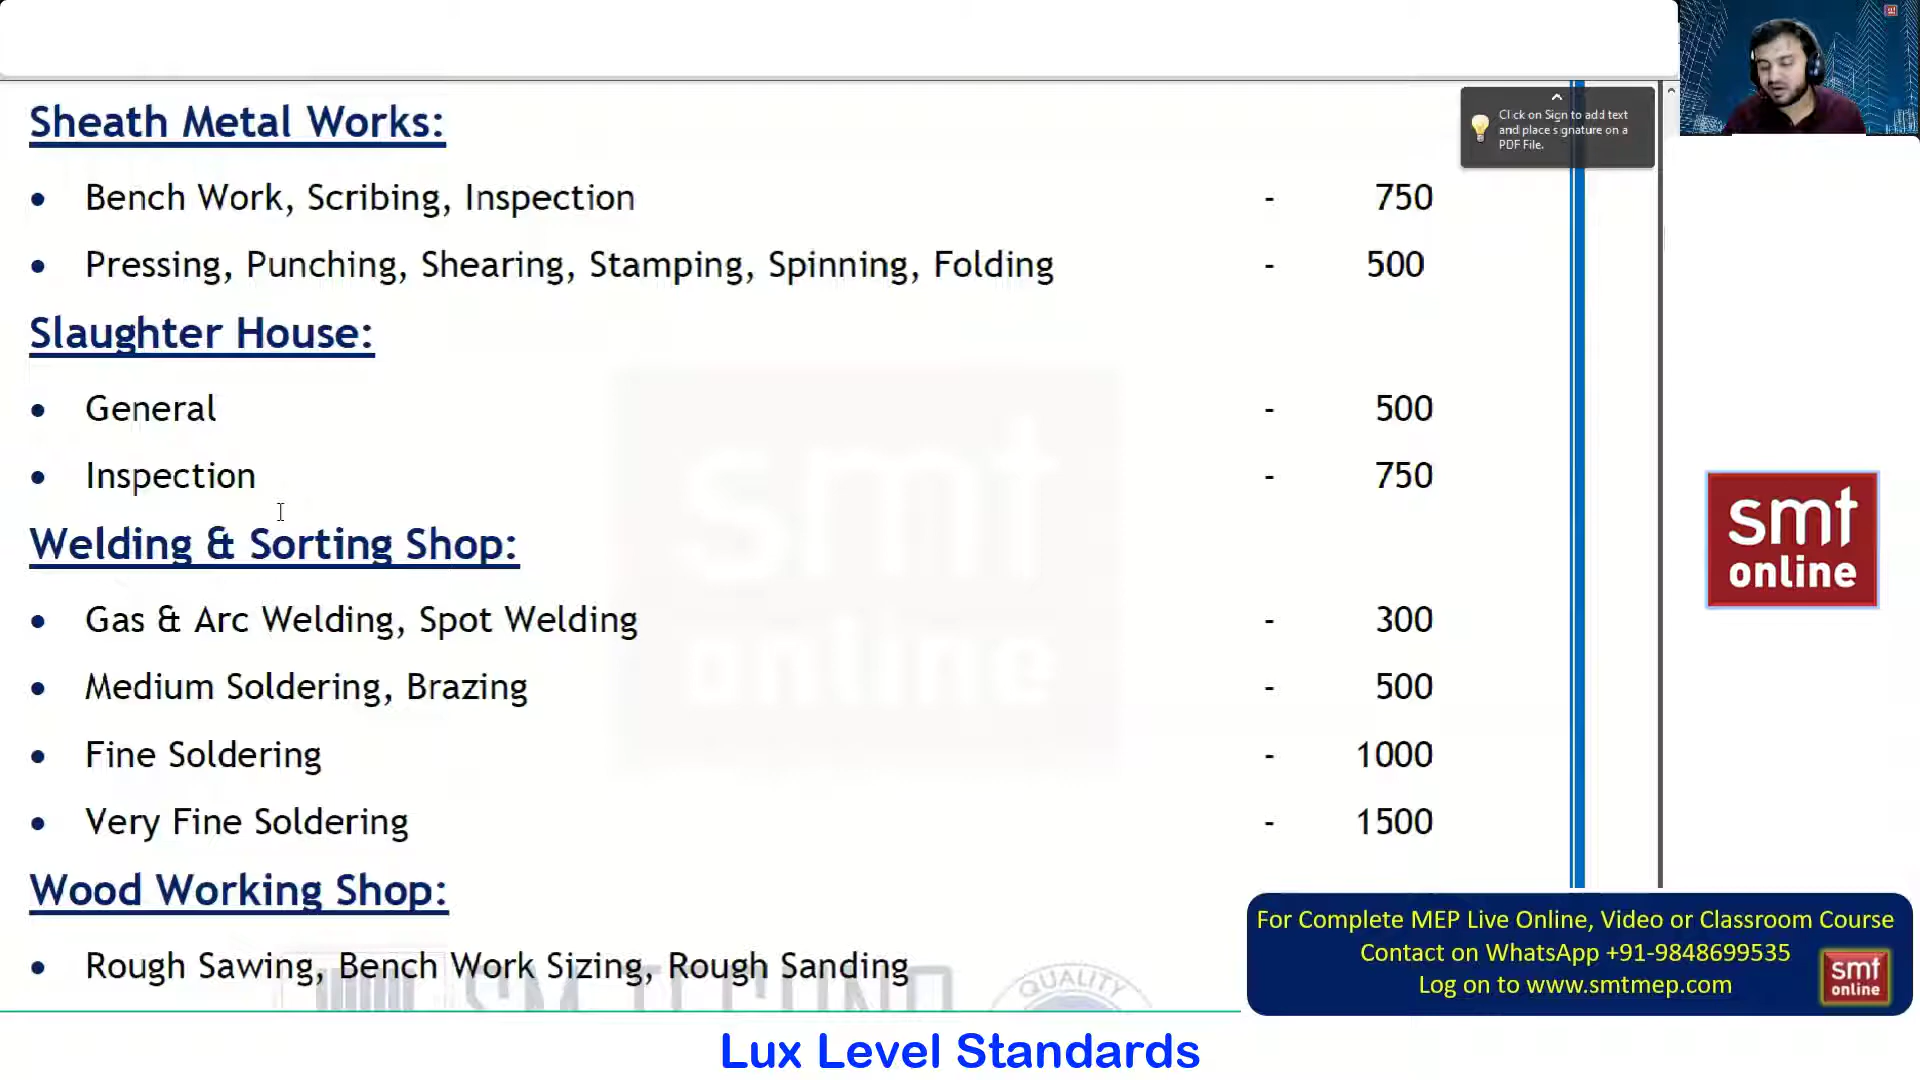 Sheath Metal Works:
• Bench Work, Scribing, Inspection - 750
• Pressing, Punching, Shearing, Stamping, Spinning, Folding - 500
Slaughter House:
• General - 500
• Inspection - 750
Welding & Sorting Shop:
• Gas & Arc Welding, Spot Welding - 300
• Medium Soldering, Brazing - 500
• Fine Soldering - 1000
• Very Fine Soldering - 1500
Wood Working Shop:
• Rough Sawing, Bench Work Sizing, Rough Sanding
Click on Sign to add text
and place signature on a
PDF File.
smt
online
smt
online
QUALITY
For Complete MEP Live Online, Video or Classroom Course
Contact on WhatsApp +91-9848699535
Log on to www.smtmep.com
smt
online
Lux Level Standards